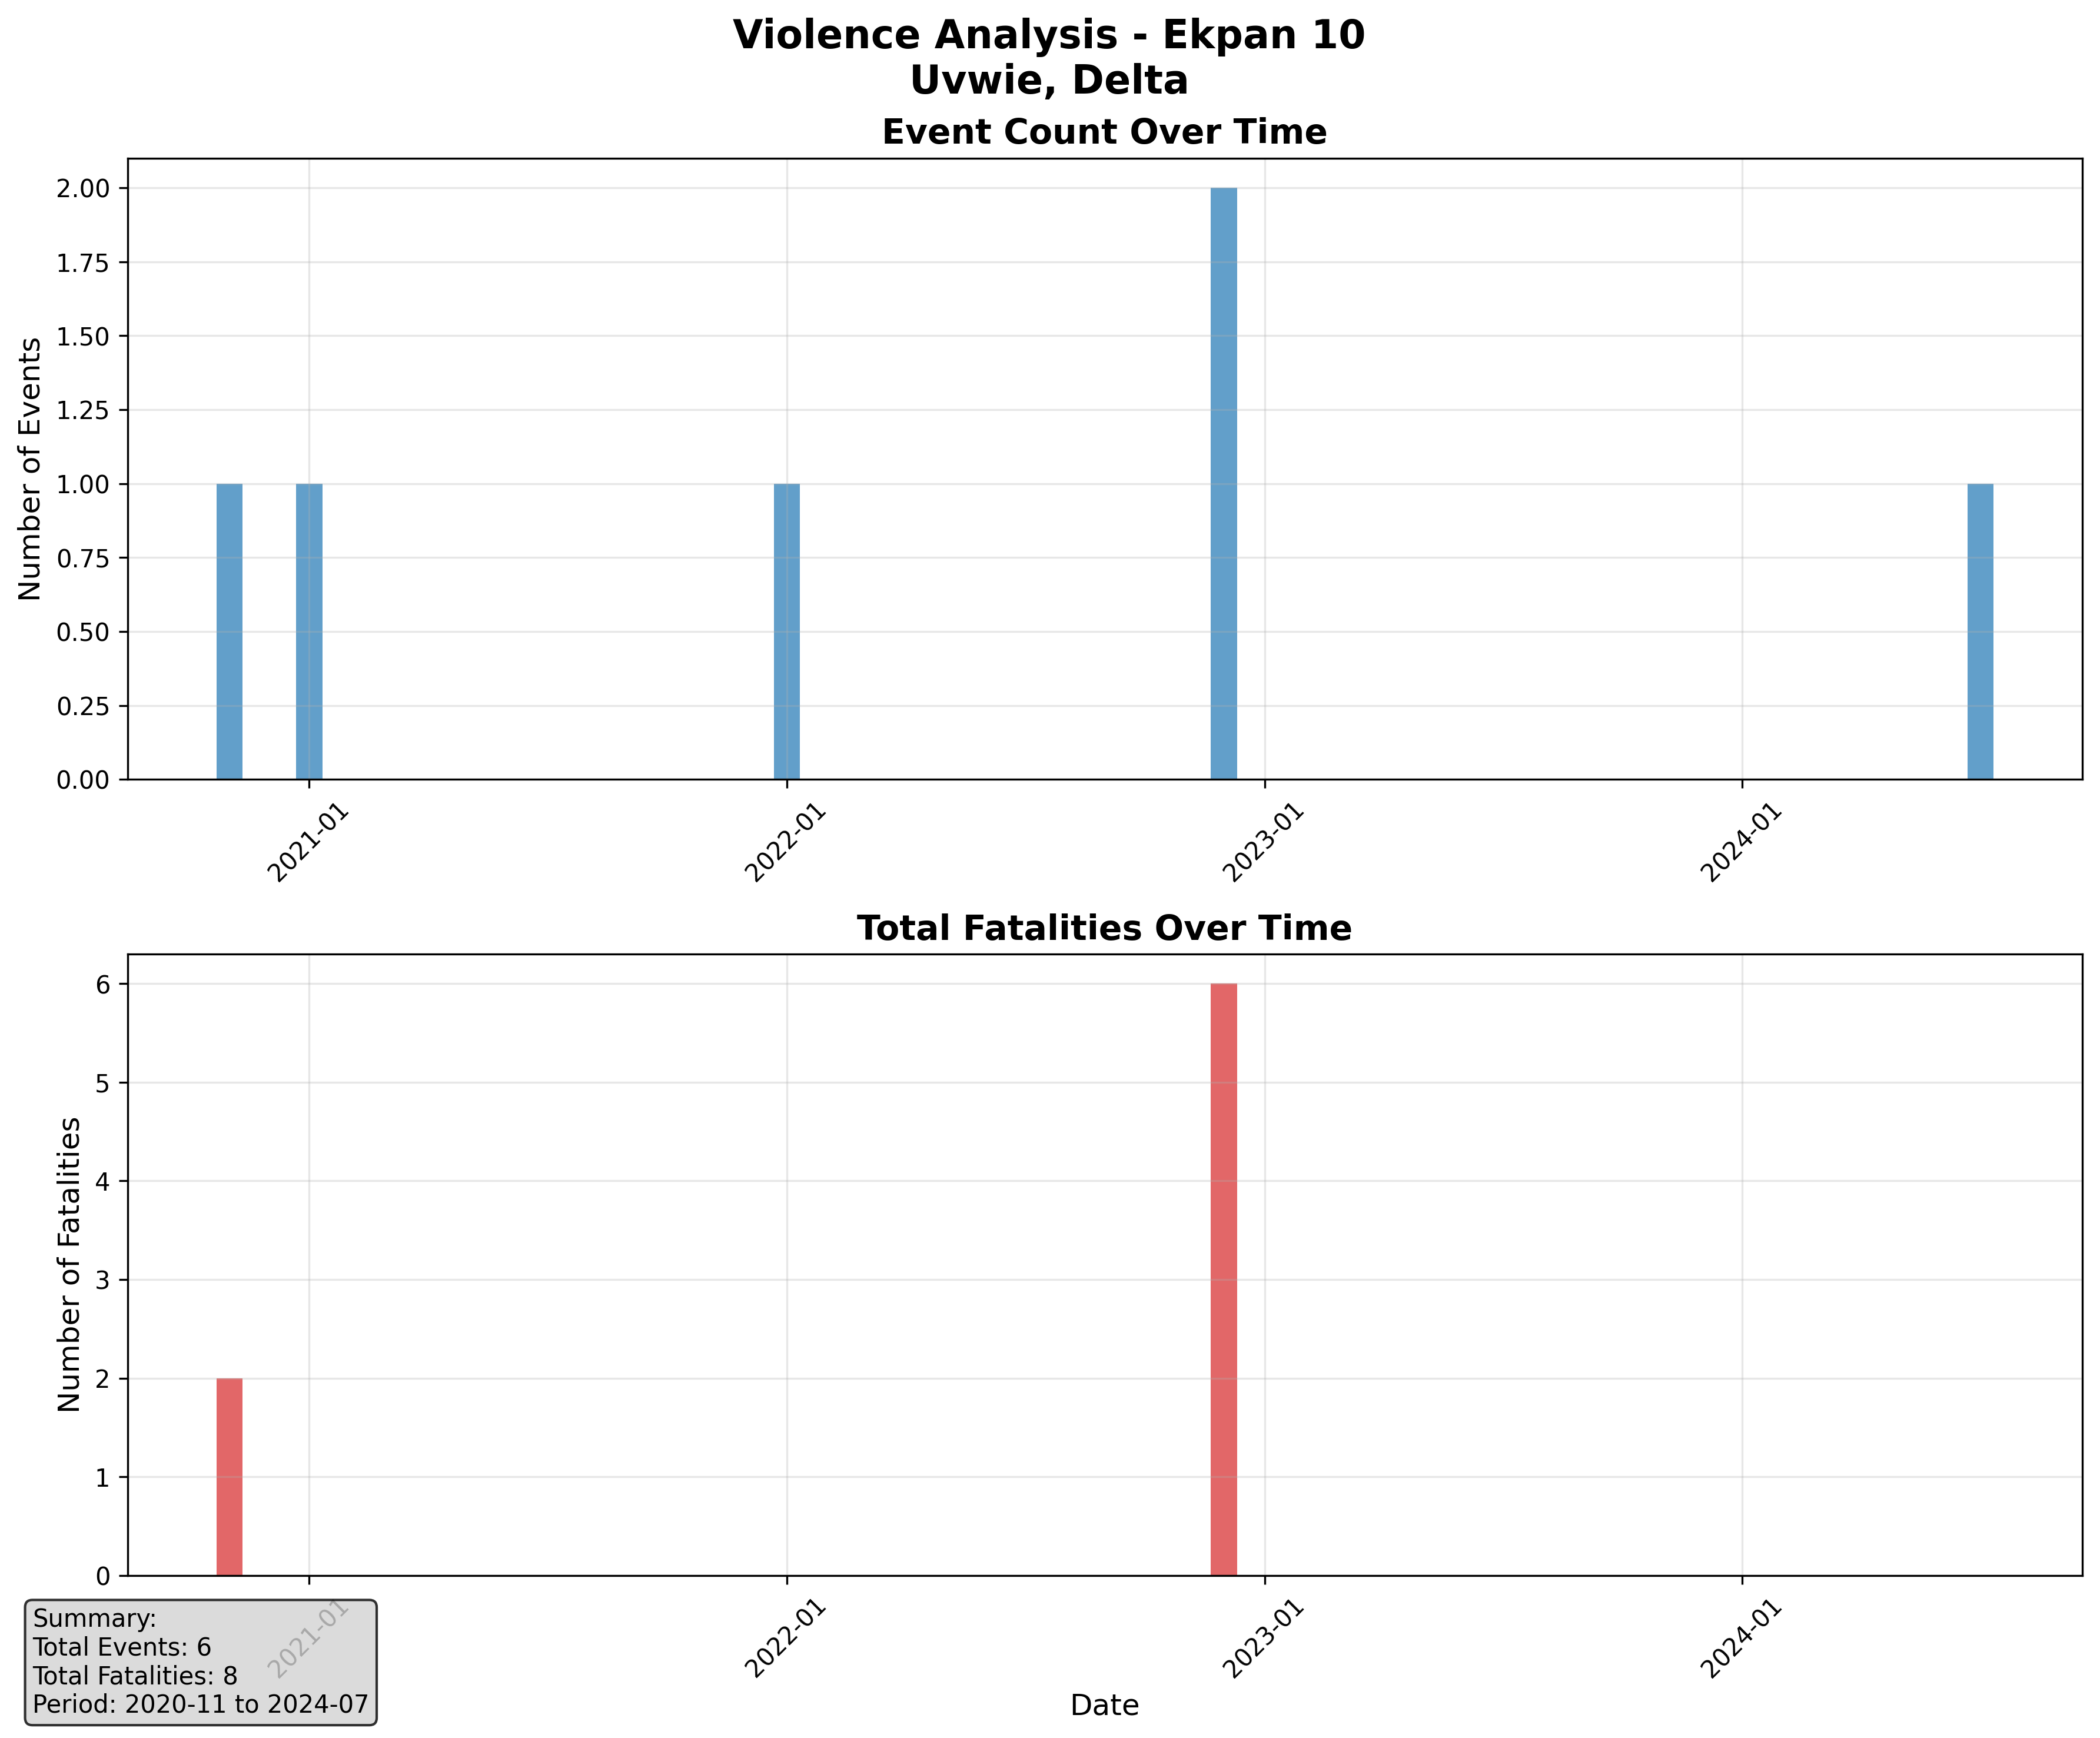 Violence Analysis - Ekpan 10
Uvwie, Delta
Event Count Over Time
Number of Events
2.00
1.75
1.50
1.25
1.00
0.75
0.50
0.25
0.00
2021-01
2022-01
2023-01
2024-01
Total Fatalities Over Time
Number of Fatalities
6
5
4
3
2
1
0
2021-01
2022-01
2023-01
2024-01
Date
Summary:
Total Events: 6
Total Fatalities: 8
Period: 2020-11 to 2024-07